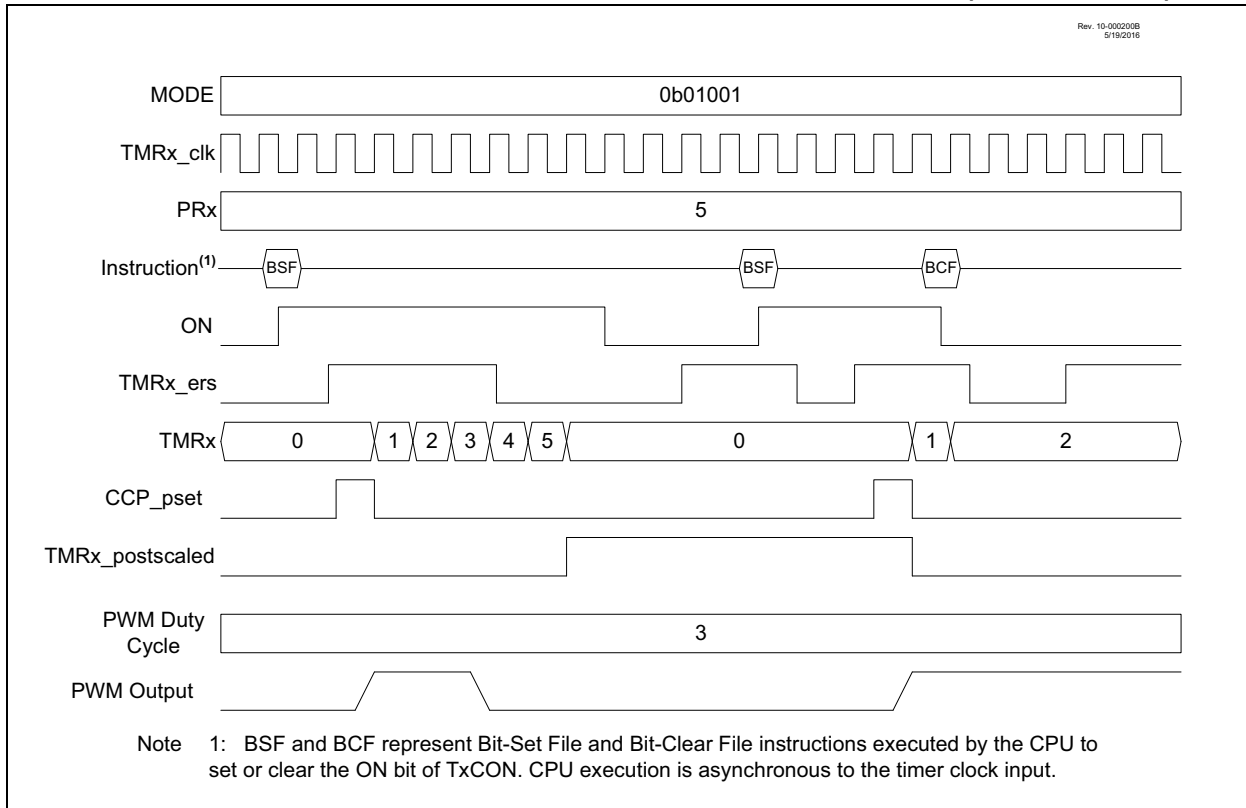 Rev. 10-000200B
5/19/2016
MODE 0b01001
TMRx_clk
PRx 5
Instruction(1) BSF BSF BCF
ON
TMRx_ers
TMRx 0 1 2 3 4 5 0 1 2
CCP_pset
TMRx_postscaled
PWM Duty
Cycle 3
PWM Output
Note 1: BSF and BCF represent Bit-Set File and Bit-Clear File instructions executed by the CPU to
set or clear the ON bit of TxCON. CPU execution is asynchronous to the timer clock input.